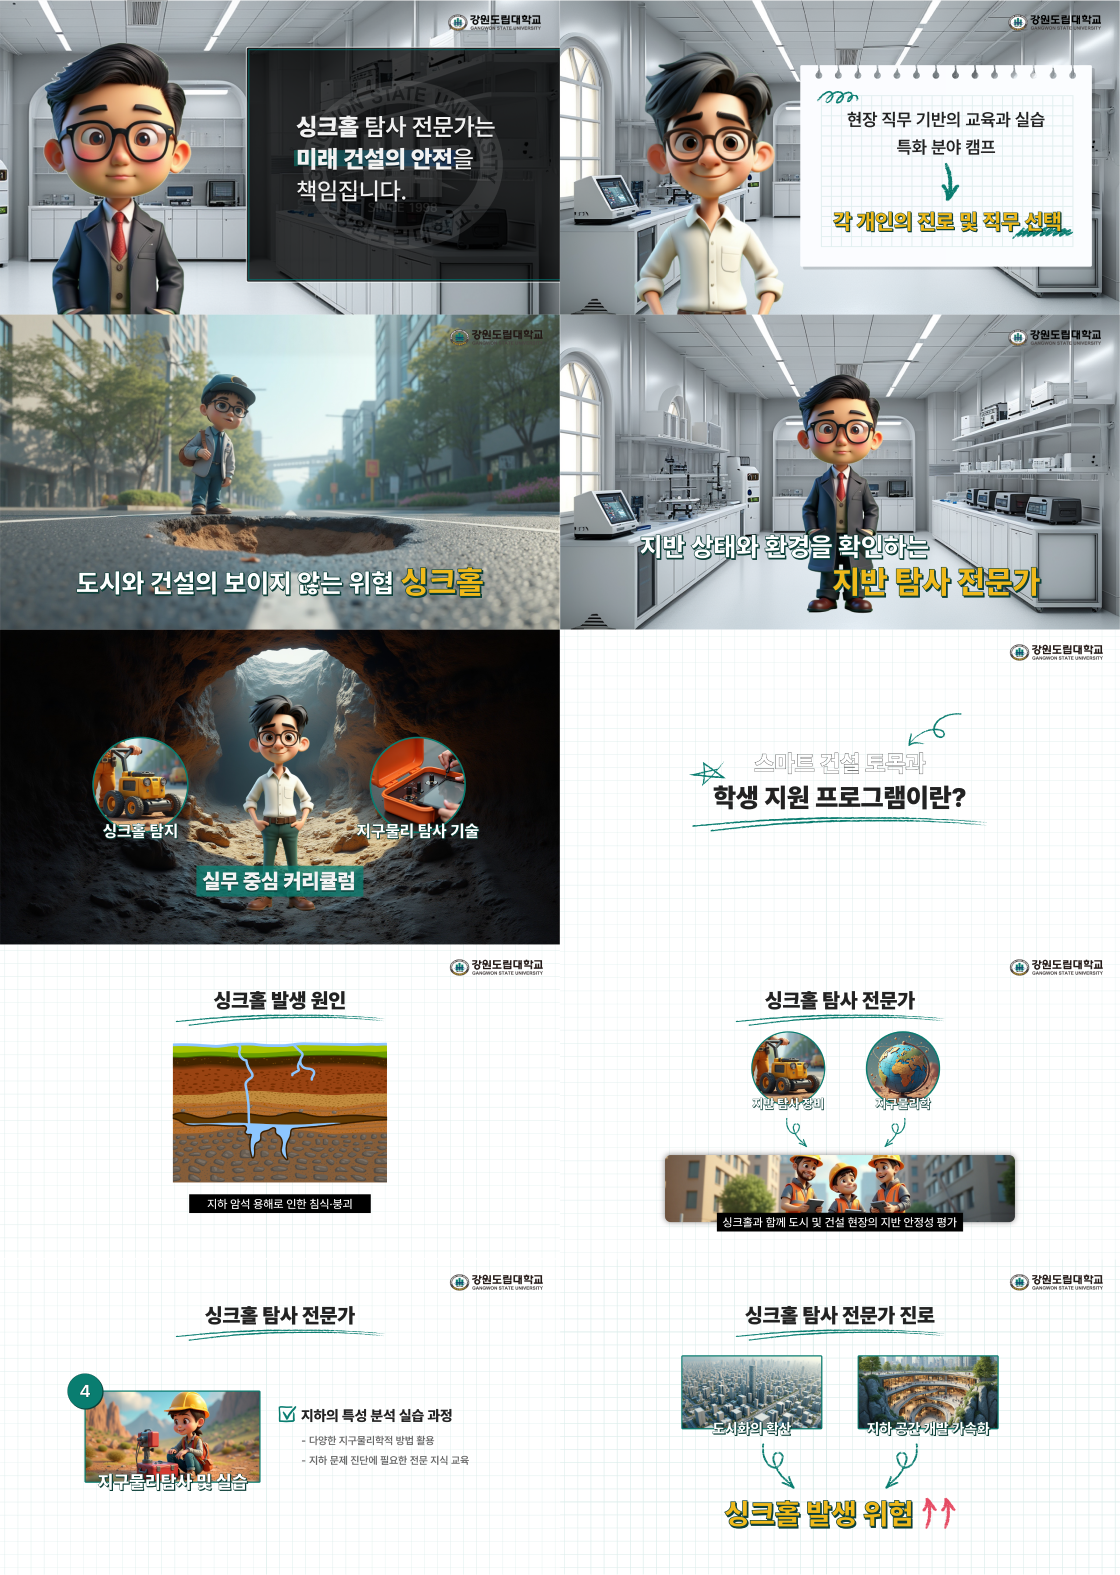 강원도립대학교
GANGWON STATE UNIVERSITY
싱크홀 탐사 전문가는
미래 건설의 안전을
책임집니다.
SINCE 1998
강원도립대학교
GANGWON STATE UNIVERSITY
현장 직무 기반의 교육과 실습
특화 분야 캠프
각 개인의 진로 및 직무 선택
강원도립대학교
GANGWON STATE UNIVERSITY
도시와 건설의 보이지 않는 위협 싱크홀
강원도립대학교
GANGWON STATE UNIVERSITY
지반 상태와 환경을 확인하는
지반 탐사 전문가
싱크홀 탐지
지구물리 탐사 기술
실무 중심 커리큘럼
강원도립대학교
GANGWON STATE UNIVERSITY
스마트 건설 토목과
학생 지원 프로그램이란?
강원도립대학교
GANGWON STATE UNIVERSITY
싱크홀 발생 원인
지하 암석 용해로 인한 침식·붕괴
강원도립대학교
GANGWON STATE UNIVERSITY
싱크홀 탐사 전문가
지반 탐사 장비
지구물리학
싱크홀과 함께 도시 및 건설 현장의 지반 안정성 평가
강원도립대학교
GANGWON STATE UNIVERSITY
싱크홀 탐사 전문가
4
지구물리탐사 및 실습
지하의 특성 분석 실습 과정
- 다양한 지구물리학적 방법 활용
- 지하 문제 진단에 필요한 전문 지식 교육
강원도립대학교
GANGWON STATE UNIVERSITY
싱크홀 탐사 전문가 진로
도시화의 확산
지하 공간 개발 가속화
싱크홀 발생 위험